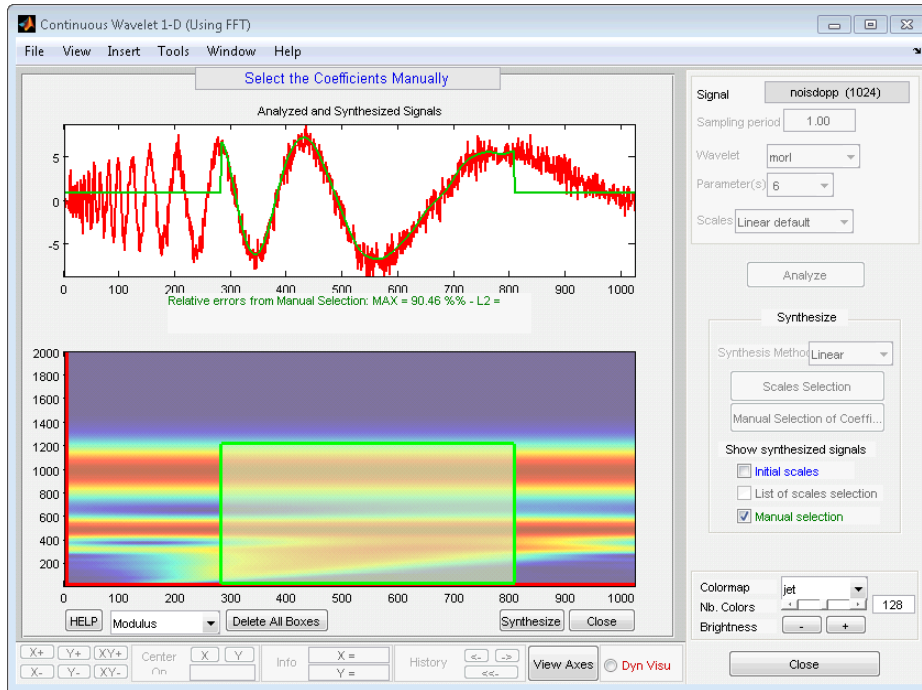 Continuous Wavelet 1-D (Using FFT)
File View Insert Tools Window Help
Select the Coefficients Manually
Analyzed and Synthesized Signals
5
0
-5
0 100 200 300 400 500 600 700 800 900 1000
Relative errors from Manual Selection: MAX = 90.46 %% - L2 =
2000
1800
1600
1400
1200
1000
800
600
400
200
0 100 200 300 400 500 600 700 800 900 1000
HELP Modulus Delete All Boxes Synthesize Close
X+ Y+ XY+
X- Y- XY-
Center
On
X Y
Info
X =
Y =
History
<- ->
<<-
View Axes
Dyn Visu
Signal noisdopp (1024)
Sampling period 1.00
Wavelet morl
Parameter(s) 6
Scales Linear default
Analyze
Synthesize
Synthesis Method Linear
Scales Selection
Manual Selection of Coeffi...
Show synthesized signals
Initial scales
List of scales selection
Manual selection
Colormap jet
Nb. Colors 128
Brightness - +
Close